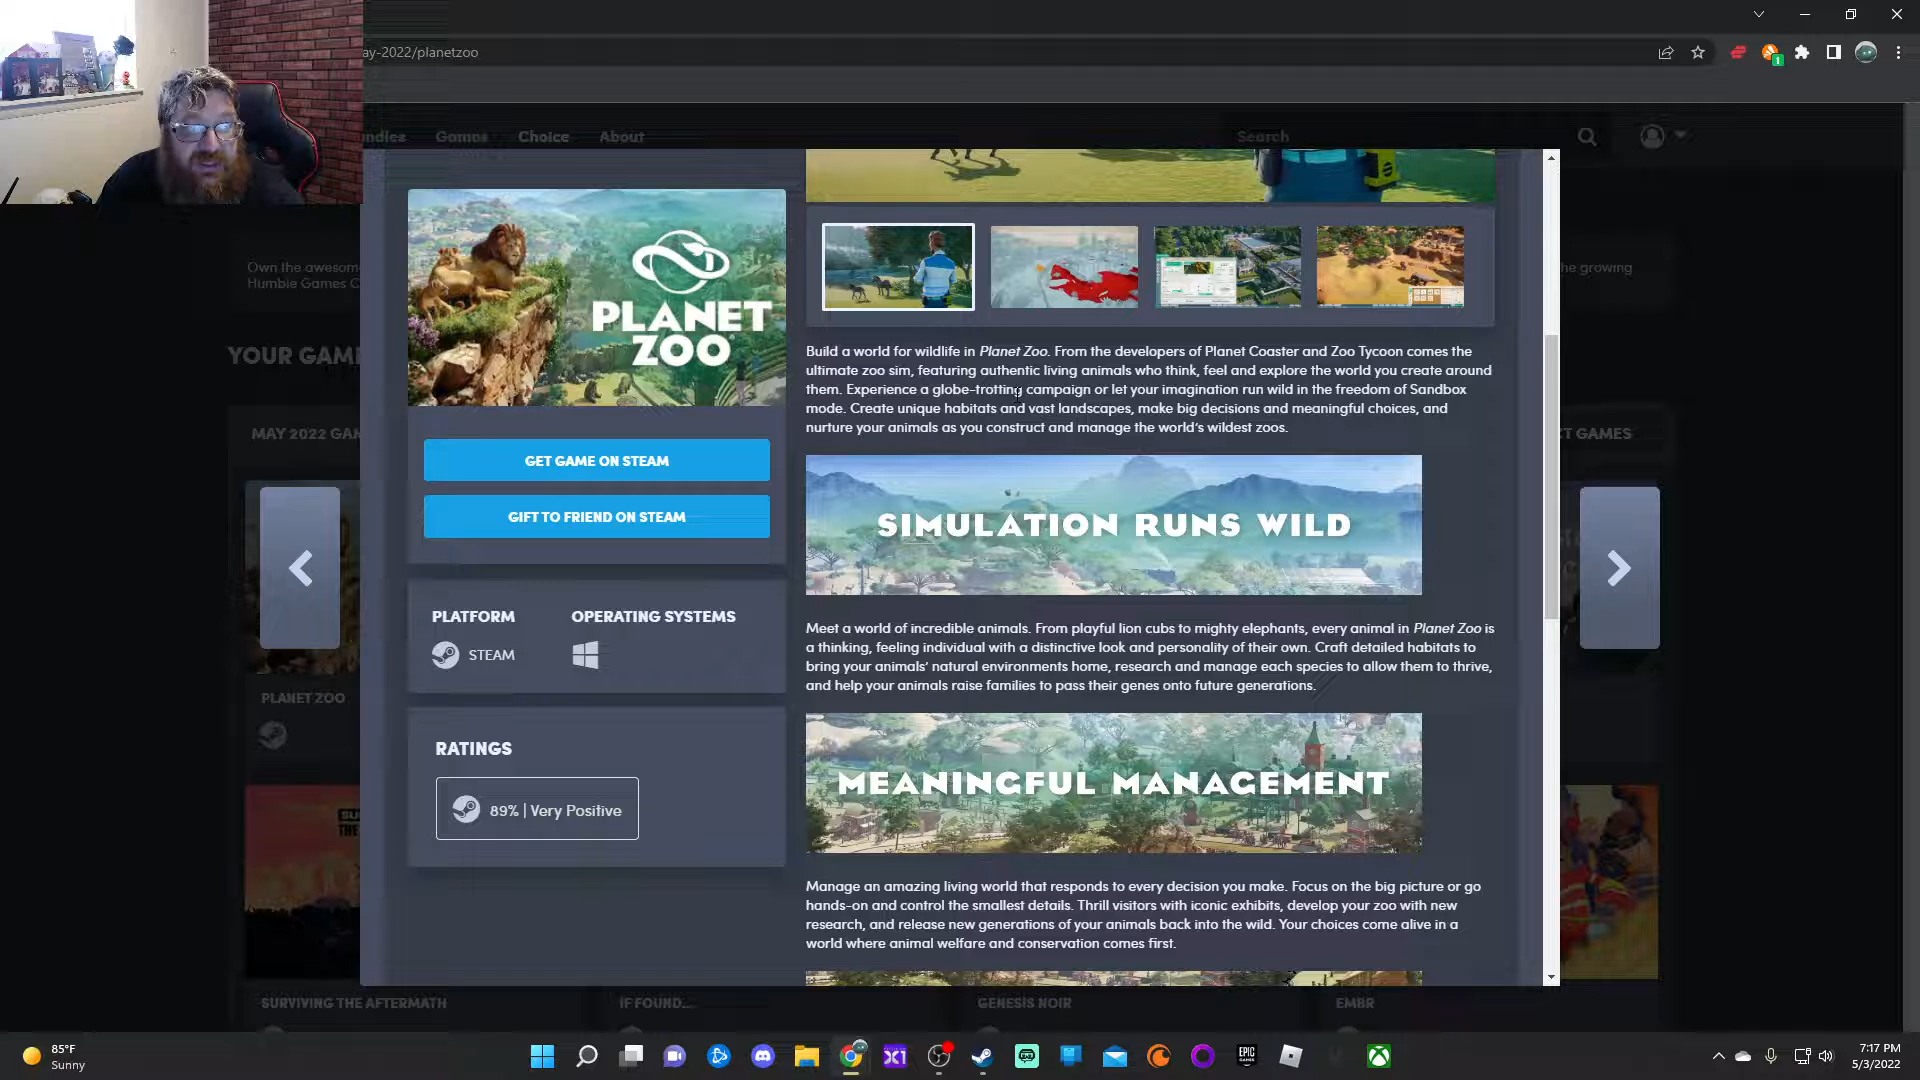 ay-2022/planetzoo
ndles Games Choice About Search
Own the awesom he growing
Humble Games C
YOUR GAM
MAY 2022 GAM CT GAMES
PLANET
ZOO
Build a world for wildlife in Planet Zoo. From the developers of Planet Coaster and Zoo Tycoon comes the
ultimate zoo sim, featuring authentic living animals who think, feel and explore the world you create around
them. Experience a globe-trotting campaign or let your imagination run wild in the freedom of Sandbox
mode. Create unique habitats and vast landscapes, make big decisions and meaningful choices, and
nurture your animals as you construct and manage the world's wildest zoos.
GET GAME ON STEAM
GIFT TO FRIEND ON STEAM
SIMULATION RUNS WILD
PLATFORM OPERATING SYSTEMS
STEAM
Meet a world of incredible animals. From playful lion cubs to mighty elephants, every animal in Planet Zoo is
a thinking, feeling individual with a distinctive look and personality of their own. Craft detailed habitats to
bring your animals' natural environments home, research and manage each species to allow them to thrive,
and help your animals raise families to pass their genes onto future generations.
PLANET ZOO
RATINGS
89% | Very Positive
MEANINGFUL MANAGEMENT
Manage an amazing living world that responds to every decision you make. Focus on the big picture or go
hands-on and control the smallest details. Thrill visitors with iconic exhibits, develop your zoo with new
research, and release new generations of your animals back into the wild. Your choices come alive in a
world where animal welfare and conservation comes first.
SURVIVING THE AFTERMATH IF FOUND... GENESIS NOIR EMBR
85°F
Sunny
X1
EPIC
GAMES
7:17 PM
5/3/2022